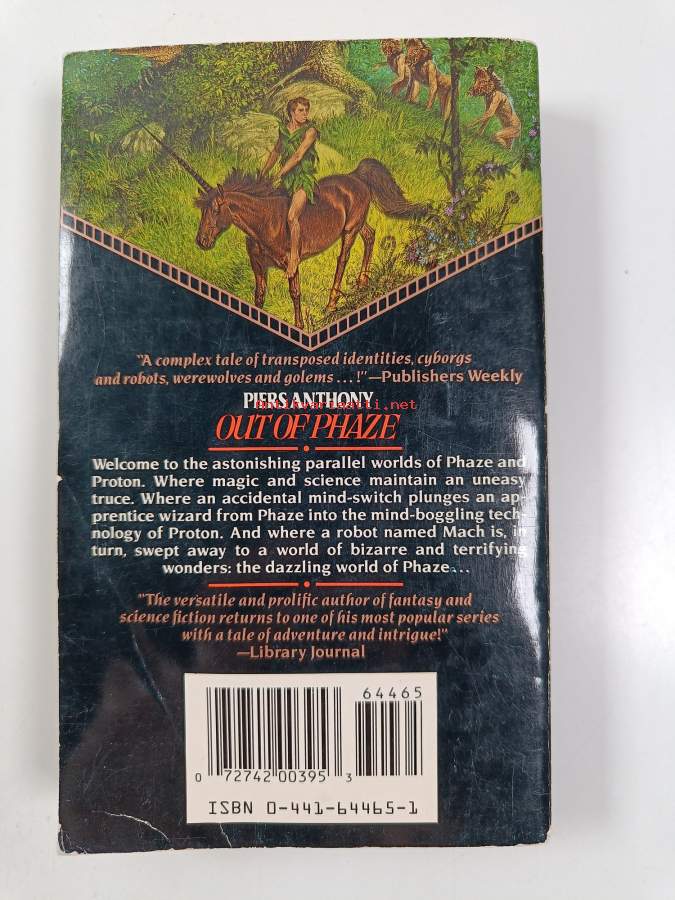 "A complex tale of transposed identities, cyborgs
and robots, werewolves and golems . . . !"—Publishers Weekly
PIERS ANTHONY
Antikvariaatti.net
OUT OF PHAZE
Welcome to the astonishing parallel worlds of Phaze and
Proton. Where magic and science maintain an uneasy
truce. Where an accidental mind-switch plunges an ap-
prentice wizard from Phaze into the mind-boggling tech-
nology of Proton. And where a robot named Mach is, in
turn, swept away to a world of bizarre and terrifying
wonders: the dazzling world of Phaze...
"The versatile and prolific author of fantasy and
science fiction returns to one of his most popular series
with a tale of adventure and intrigue!"
—Library Journal
64465
0 72742 00395 3
ISBN 0-441-64465-1